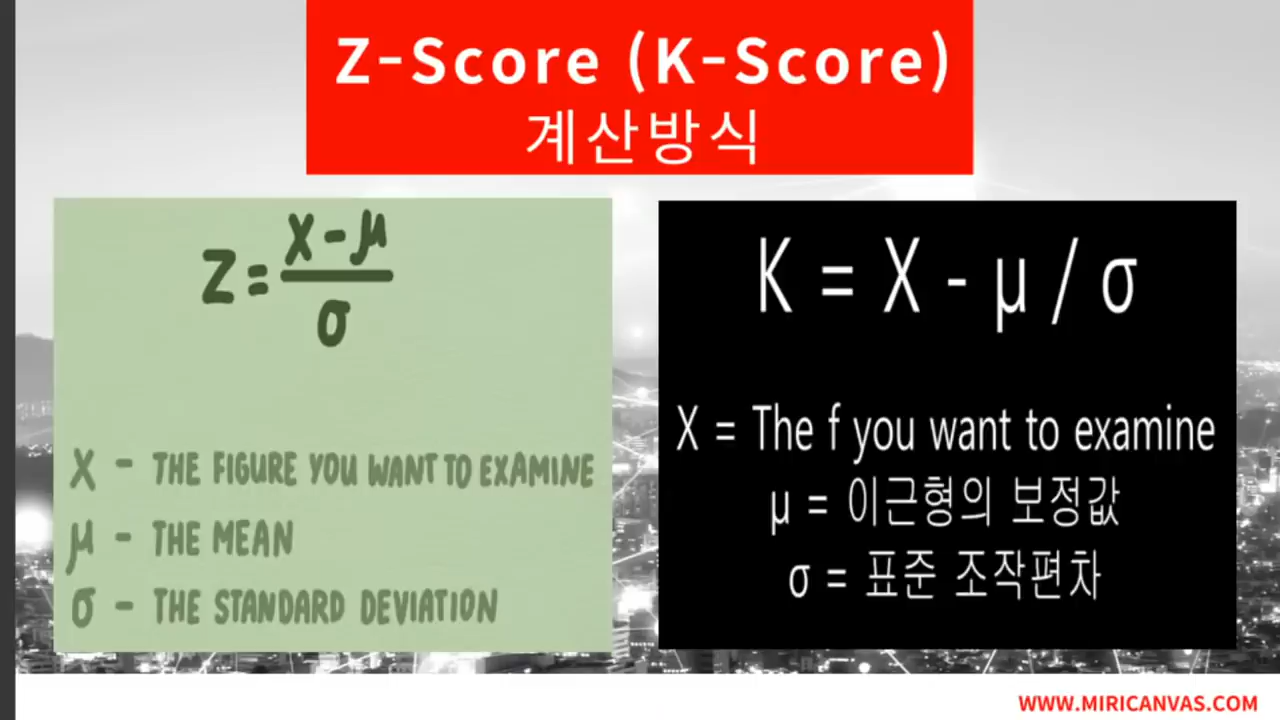 Z-Score (K-Score)
계산방식
Z = X - μ / σ
X - THE FIGURE YOU WANT TO EXAMINE
μ - THE MEAN
σ - THE STANDARD DEVIATION
K = X - μ / σ
X = The f you want to examine
μ = 이근형의 보정값
σ = 표준 조작편차
WWW.MIRICANVAS.COM